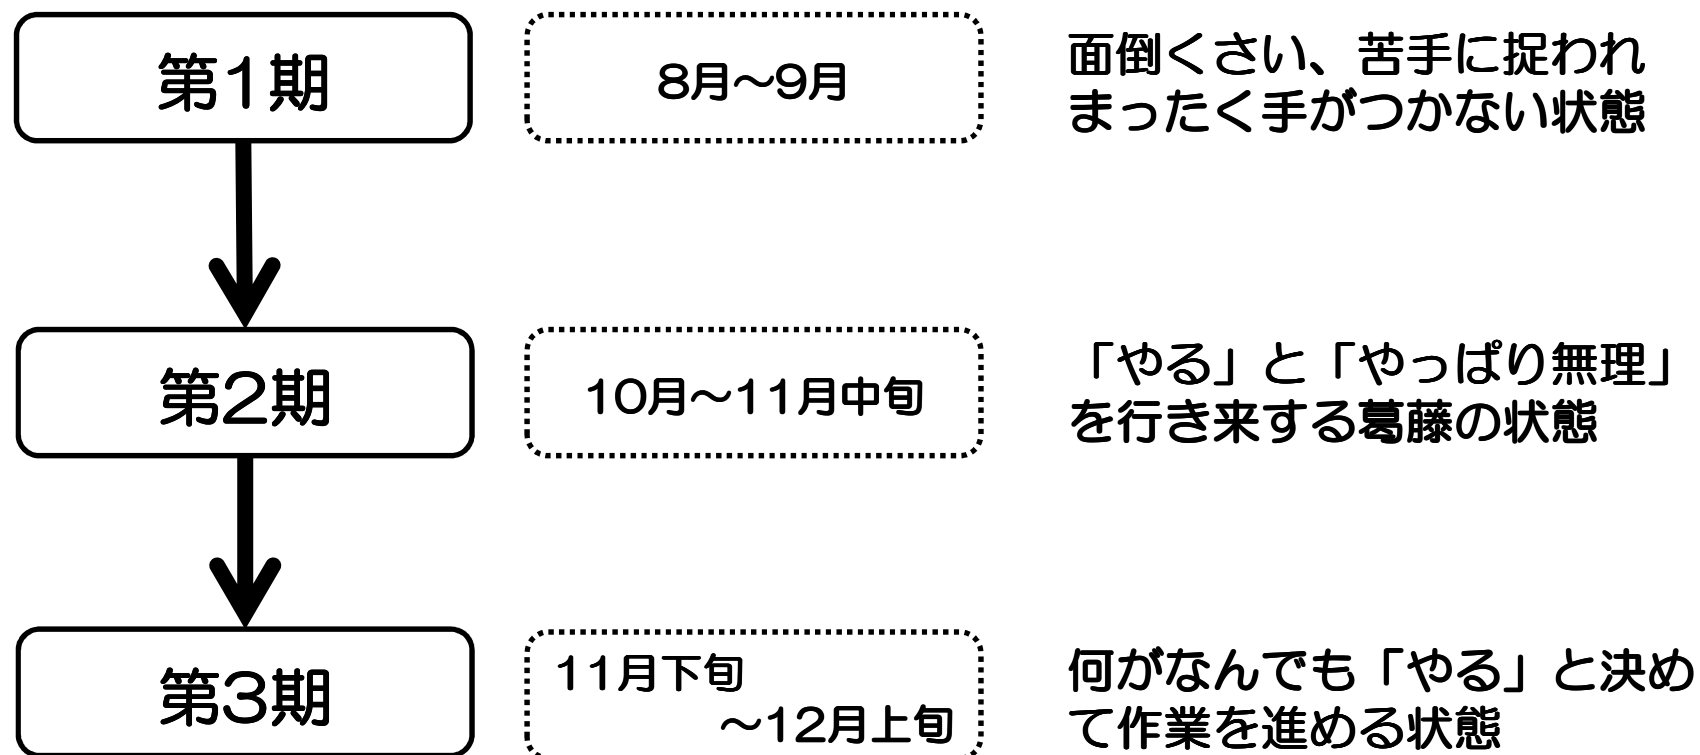 第1期
8月～9月
面倒くさい、苦手に捉われ
まったく手がつかない状態
第2期
10月～11月中旬
「やる」と「やっぱり無理」
を行き来する葛藤の状態
第3期
11月下旬
～12月上旬
何がなんでも「やる」と決め
て作業を進める状態